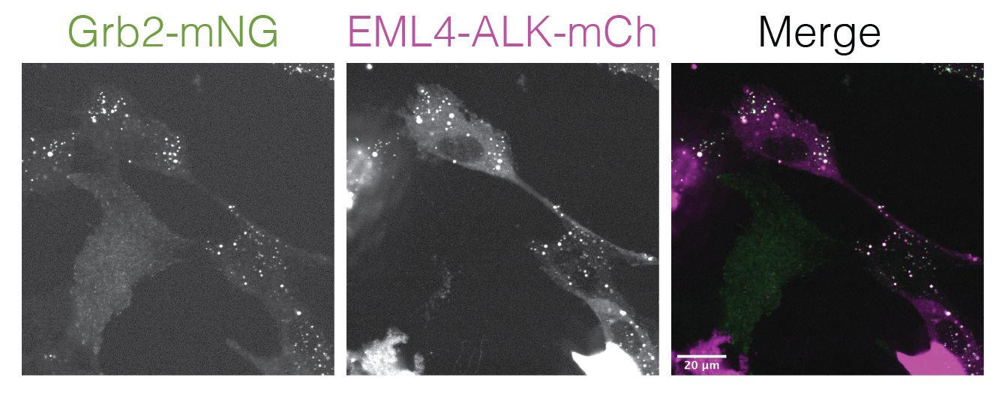 Grb2-mNG
EML4-ALK-mCh
Merge
20 μm